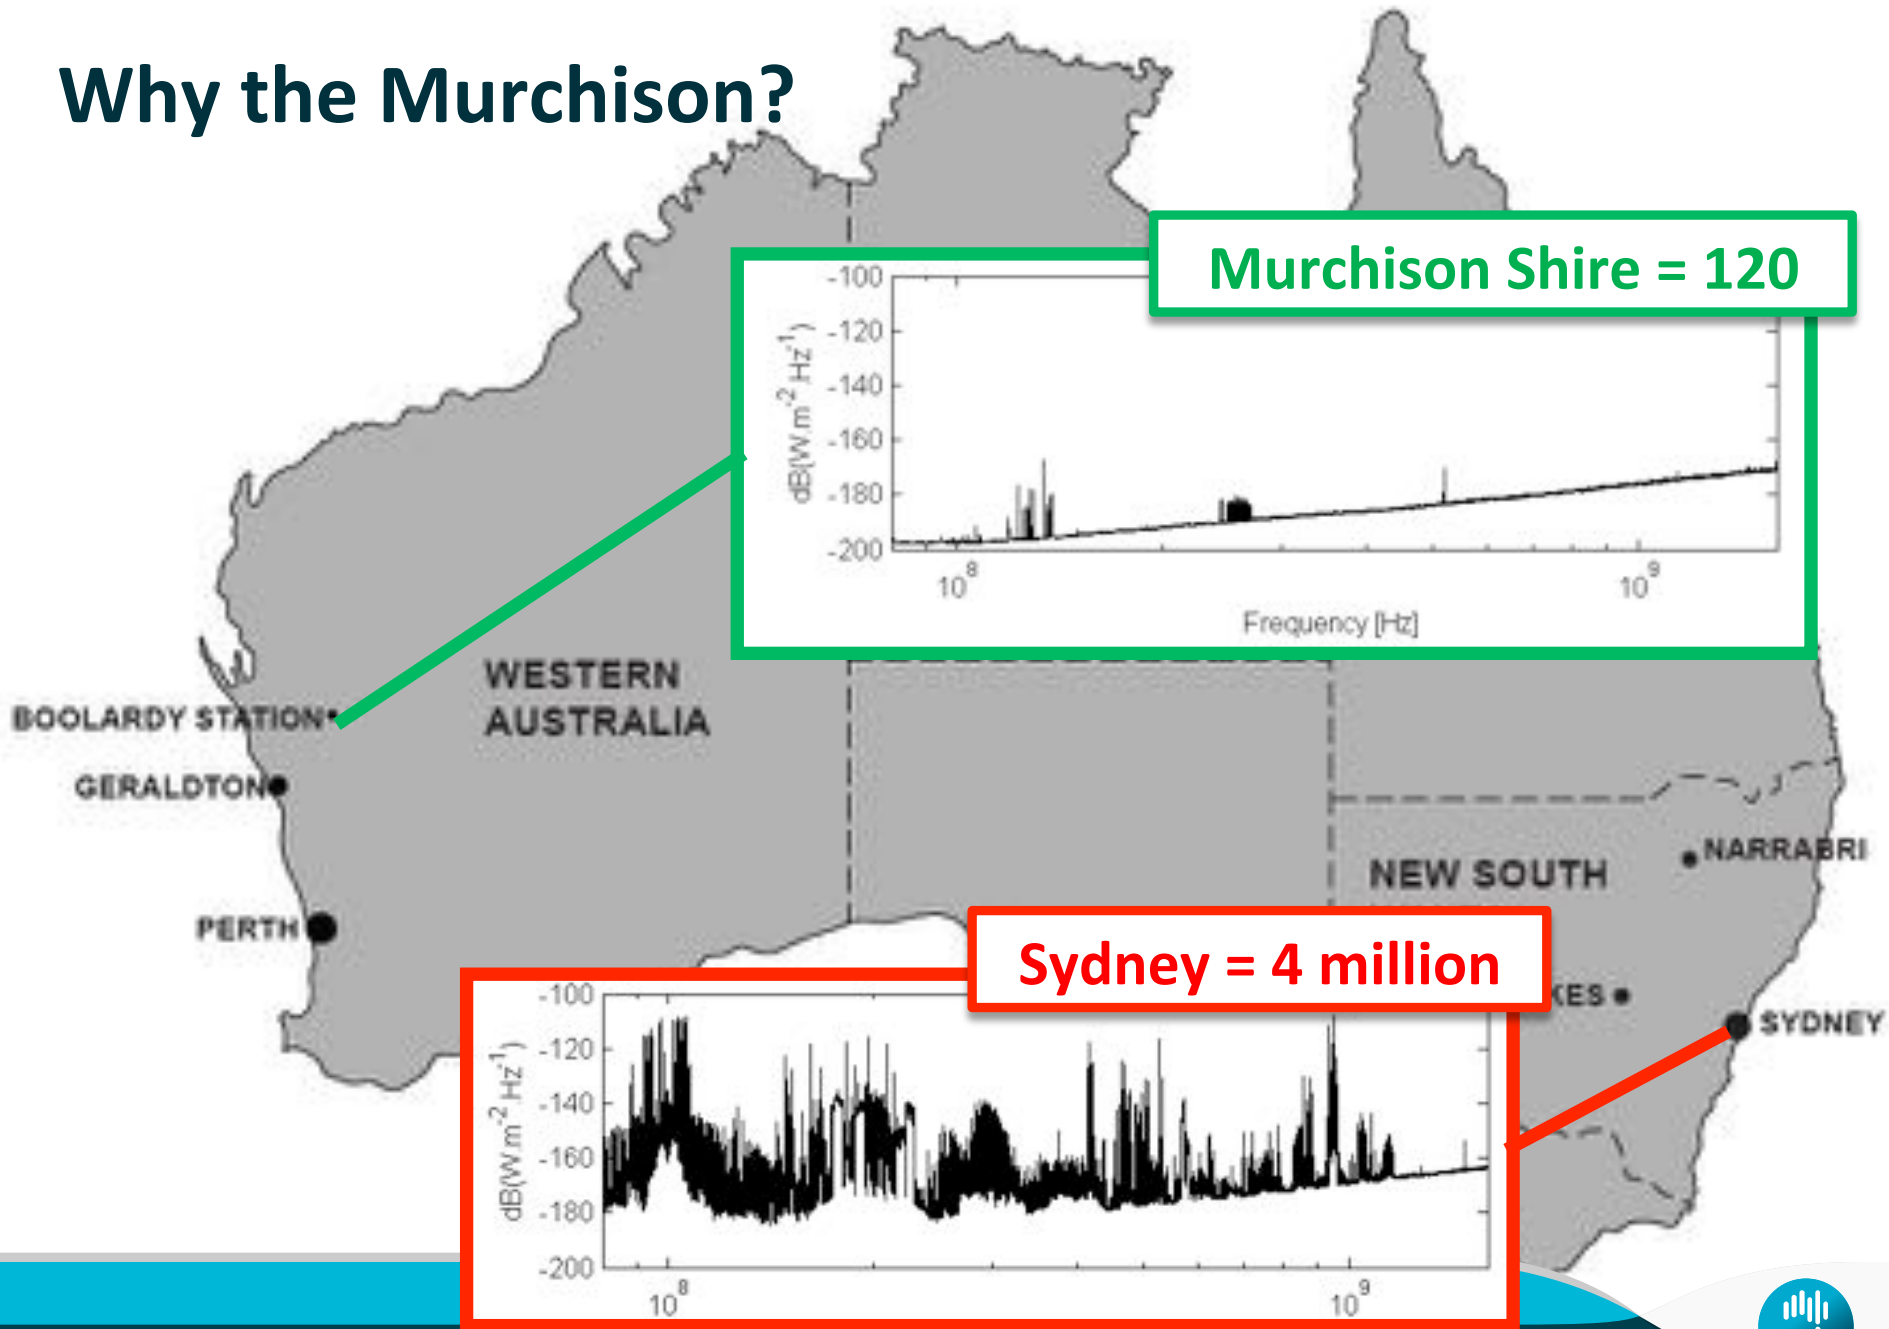 Why the Murchison?
Murchison Shire = 120
-100
-120
-140
-160
-180
-200
dB(W.m-2.Hz-1)
10^8
10^9
Frequency [Hz]
WESTERN
AUSTRALIA
BOOLARDY STATION
GERALDTON
PERTH
NARRABRI
NEW SOUTH
KES
SYDNEY
Sydney = 4 million
-100
-120
-140
-160
-180
-200
dB(W.m-2.Hz-1)
10^8
10^9